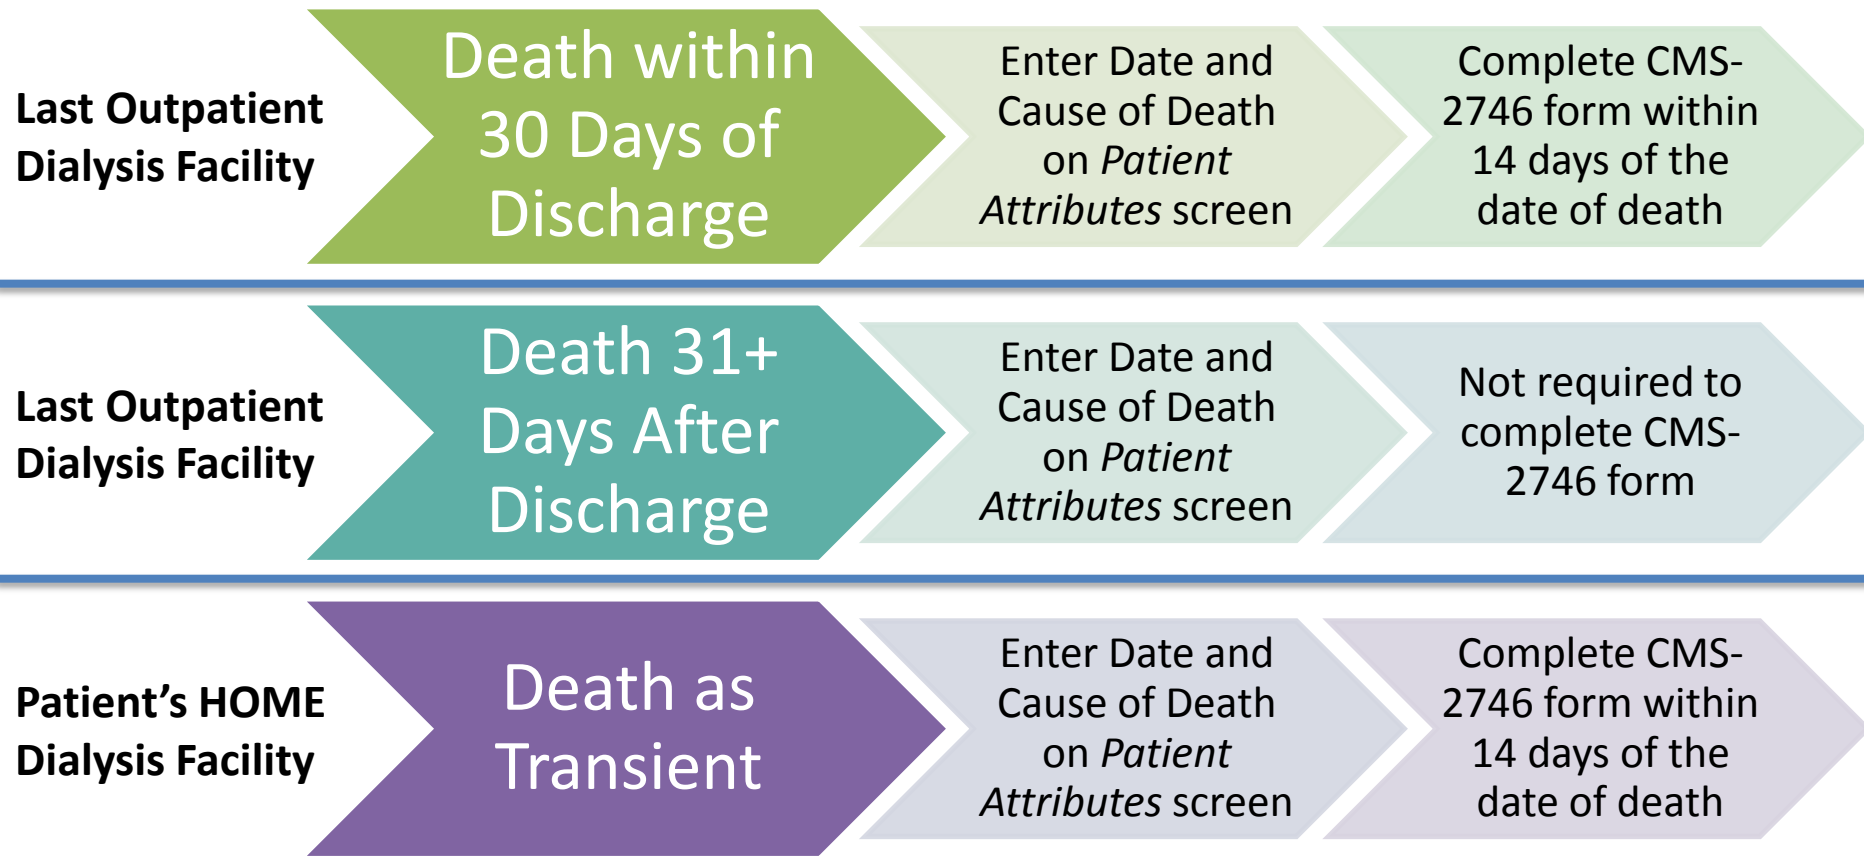 Last Outpatient
Dialysis Facility
Death within
30 Days of
Discharge
Enter Date and
Cause of Death
on Patient
Attributes screen
Complete CMS-
2746 form within
14 days of the
date of death
Last Outpatient
Dialysis Facility
Death 31+
Days After
Discharge
Enter Date and
Cause of Death
on Patient
Attributes screen
Not required to
complete CMS-
2746 form
Patient’s HOME
Dialysis Facility
Death as
Transient
Enter Date and
Cause of Death
on Patient
Attributes screen
Complete CMS-
2746 form within
14 days of the
date of death